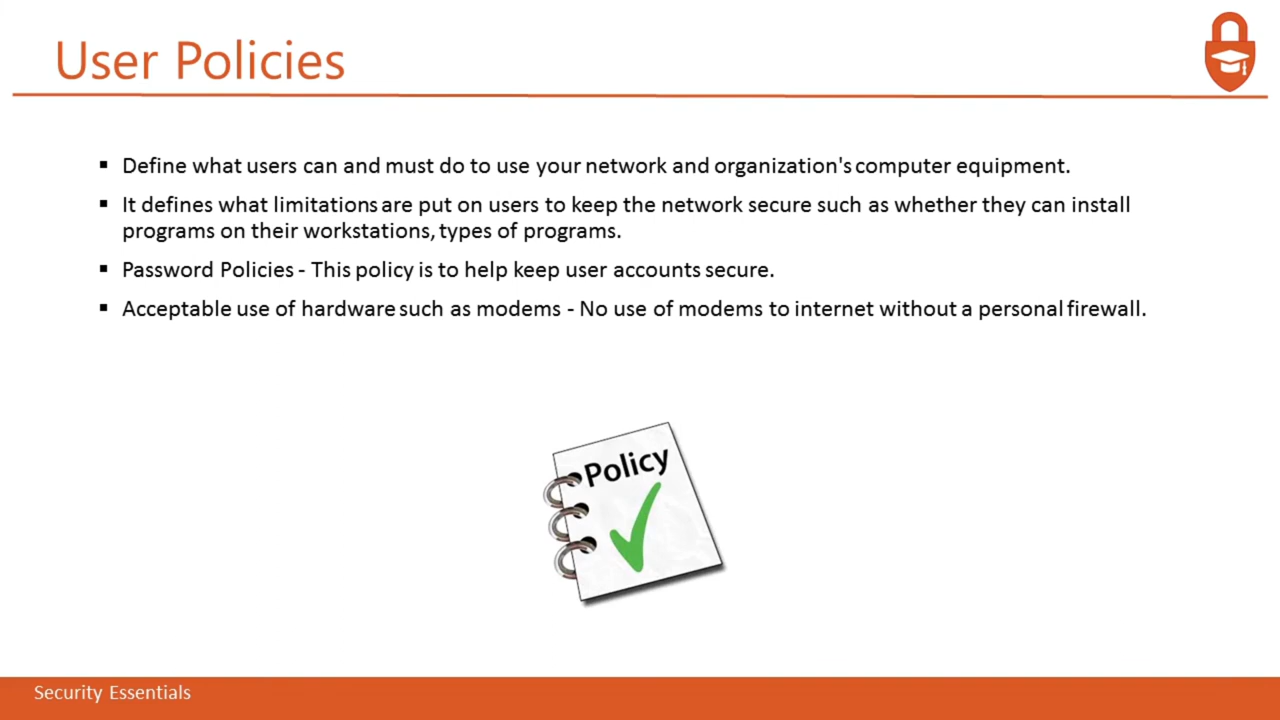 User Policies
▪ Define what users can and must do to use your network and organization's computer equipment.
▪ It defines what limitations are put on users to keep the network secure such as whether they can install
programs on their workstations, types of programs.
▪ Password Policies - This policy is to help keep user accounts secure.
▪ Acceptable use of hardware such as modems - No use of modems to internet without a personal firewall.
Policy
Security Essentials